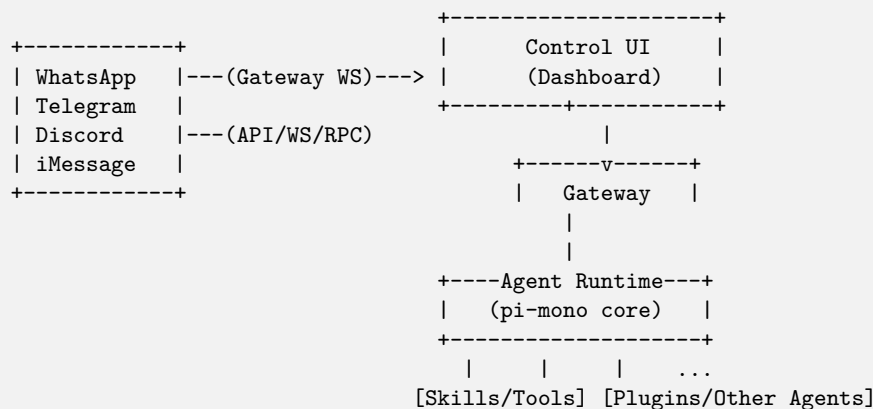 +--------------------+
+------------+                     |      Control UI    |
| WhatsApp   |---(Gateway WS)---> |      (Dashboard)    |
| Telegram   |                     +---------+----------+
| Discord    |---(API/WS/RPC)                |
| iMessage   |                        +------v------+
+------------+                        |   Gateway   |
                                          |
                                          |
                                +----Agent Runtime---+
                                |   (pi-mono core)   |
                                +--------------------+
                                  |     |     |    ...
                              [Skills/Tools] [Plugins/Other Agents]